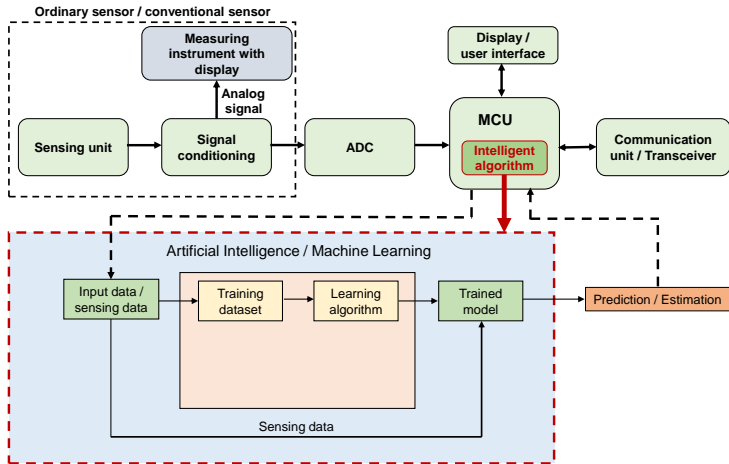 Ordinary sensor / conventional sensor
Measuring
instrument with
display
Display /
user interface
Analog
signal
MCU
Sensing unit
Signal
conditioning
ADC
Intelligent
algorithm
Communication
unit / Transceiver
Artificial Intelligence / Machine Learning
Input data /
sensing data
Training
dataset
Learning
algorithm
Trained
model
Prediction / Estimation
Sensing data